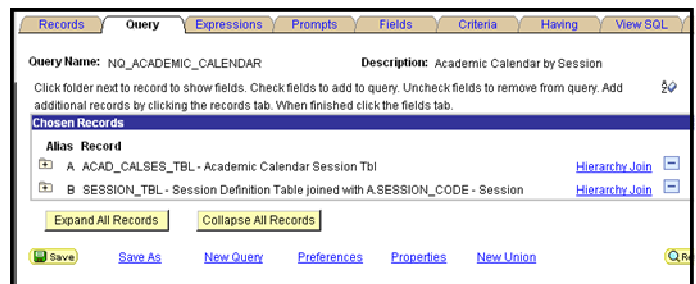 Records Query Expressions Prompts Fields Criteria Having View SQL
Query Name: NQ_ACADEMIC_CALENDAR Description: Academic Calendar by Session
Click folder next to record to show fields. Check fields to add to query. Uncheck fields to remove from query. Add
additional records by clicking the records tab. When finished click the fields tab.
Chosen Records
Alias Record
A ACAD_CALSES_TBL - Academic Calendar Session Tbl Hierarchy Join
B SESSION_TBL - Session Definition Table joined with A.SESSION_CODE - Session Hierarchy Join
Expand All Records Collapse All Records
Save Save As New Query Preferences Properties New Union